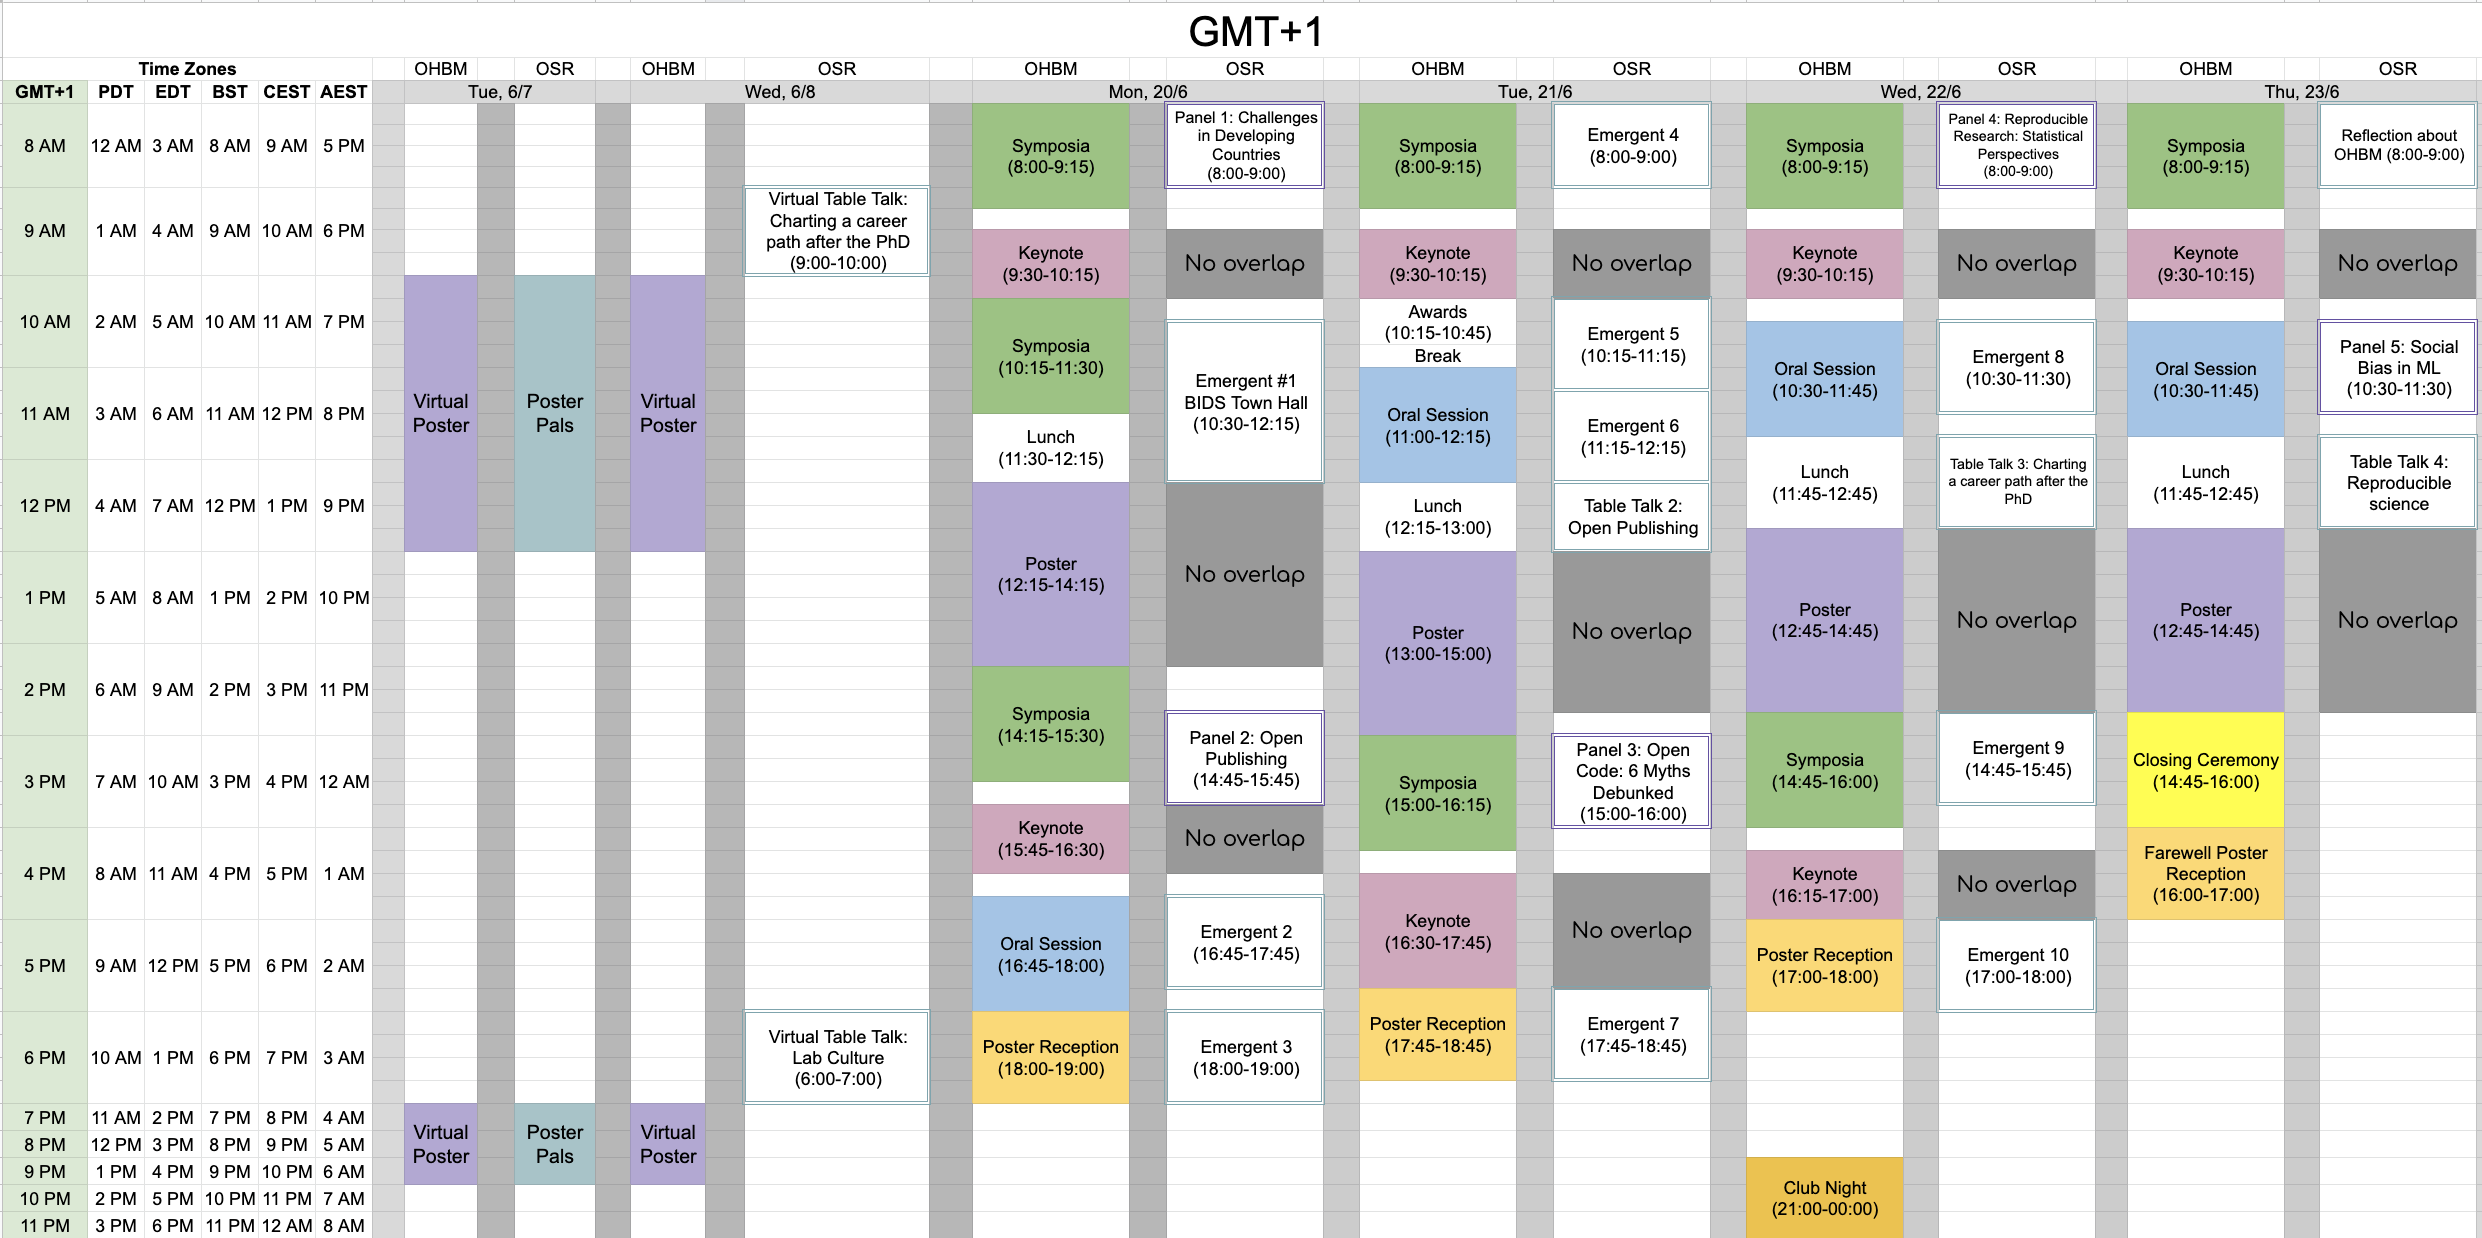 GMT+1
Time Zones OHBM OSR OHBM OSR OHBM OSR OHBM OSR OHBM OSR OHBM OSR
GMT+1 PDT EDT BST CEST AEST Tue, 6/7 Wed, 6/8 Mon, 20/6 Tue, 21/6 Wed, 22/6 Thu, 23/6
8 AM 12 AM 3 AM 8 AM 9 AM 5 PM
9 AM 1 AM 4 AM 9 AM 10 AM 6 PM
10 AM 2 AM 5 AM 10 AM 11 AM 7 PM
11 AM 3 AM 6 AM 11 AM 12 PM 8 PM
12 PM 4 AM 7 AM 12 PM 1 PM 9 PM
1 PM 5 AM 8 AM 1 PM 2 PM 10 PM
2 PM 6 AM 9 AM 2 PM 3 PM 11 PM
3 PM 7 AM 10 AM 3 PM 4 PM 12 AM
4 PM 8 AM 11 AM 4 PM 5 PM 1 AM
5 PM 9 AM 12 PM 5 PM 6 PM 2 AM
6 PM 10 AM 1 PM 6 PM 7 PM 3 AM
7 PM 11 AM 2 PM 7 PM 8 PM 4 AM
8 PM 12 PM 3 PM 8 PM 9 PM 5 AM
9 PM 1 PM 4 PM 9 PM 10 PM 6 AM
10 PM 2 PM 5 PM 10 PM 11 PM 7 AM
11 PM 3 PM 6 PM 11 PM 12 AM 8 AM
Virtual
Poster
Virtual
Poster
Poster
Pals
Poster
Pals
Virtual
Poster
Virtual
Poster
Virtual Table Talk:
Charting a career
path after the PhD
(9:00-10:00)
Virtual Table Talk:
Lab Culture
(6:00-7:00)
Symposia
(8:00-9:15)
Keynote
(9:30-10:15)
Symposia
(10:15-11:30)
Lunch
(11:30-12:15)
Poster
(12:15-14:15)
Symposia
(14:15-15:30)
Keynote
(15:45-16:30)
Oral Session
(16:45-18:00)
Poster Reception
(18:00-19:00)
Panel 1: Challenges
in Developing
Countries
(8:00-9:00)
No overlap
Emergent #1
BIDS Town Hall
(10:30-12:15)
No overlap
Panel 2: Open
Publishing
(14:45-15:45)
No overlap
Emergent 2
(16:45-17:45)
Emergent 3
(18:00-19:00)
Symposia
(8:00-9:15)
Keynote
(9:30-10:15)
Awards
(10:15-10:45)
Break
Oral Session
(11:00-12:15)
Lunch
(12:15-13:00)
Poster
(13:00-15:00)
Symposia
(15:00-16:15)
Keynote
(16:30-17:45)
Poster Reception
(17:45-18:45)
Emergent 4
(8:00-9:00)
No overlap
Emergent 5
(10:15-11:15)
Emergent 6
(11:15-12:15)
Table Talk 2:
Open Publishing
No overlap
Panel 3: Open
Code: 6 Myths
Debunked
(15:00-16:00)
No overlap
Emergent 7
(17:45-18:45)
Symposia
(8:00-9:15)
Keynote
(9:30-10:15)
Oral Session
(10:30-11:45)
Lunch
(11:45-12:45)
Poster
(12:45-14:45)
Symposia
(14:45-16:00)
Keynote
(16:15-17:00)
Poster Reception
(17:00-18:00)
Club Night
(21:00-00:00)
Panel 4: Reproducible
Research: Statistical
Perspectives
(8:00-9:00)
No overlap
Emergent 8
(10:30-11:30)
Table Talk 3: Charting
a career path after the
PhD
No overlap
Emergent 9
(14:45-15:45)
No overlap
Emergent 10
(17:00-18:00)
Symposia
(8:00-9:15)
Keynote
(9:30-10:15)
Oral Session
(10:30-11:45)
Lunch
(11:45-12:45)
Poster
(12:45-14:45)
Closing Ceremony
(14:45-16:00)
Farewell Poster
Reception
(16:00-17:00)
Reflection about
OHBM (8:00-9:00)
No overlap
Panel 5: Social
Bias in ML
(10:30-11:30)
Table Talk 4:
Reproducible
science
No overlap